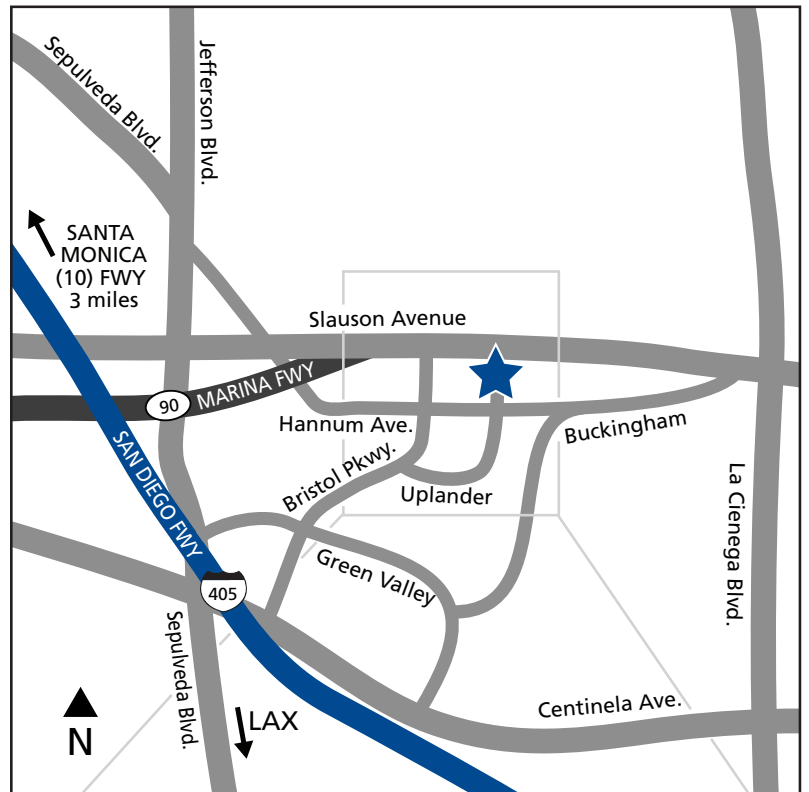 Sepulveda Blvd.
Jefferson Blvd.
SANTA
MONICA
(10) FWY
3 miles
Slauson Avenue
90
MARINA FWY
Hannum Ave.
Buckingham
Bristol Pkwy.
Uplander
SAN DIEGO FWY
Green Valley
La Cienega Blvd.
405
Sepulveda Blvd.
Centinela Ave.
LAX
N